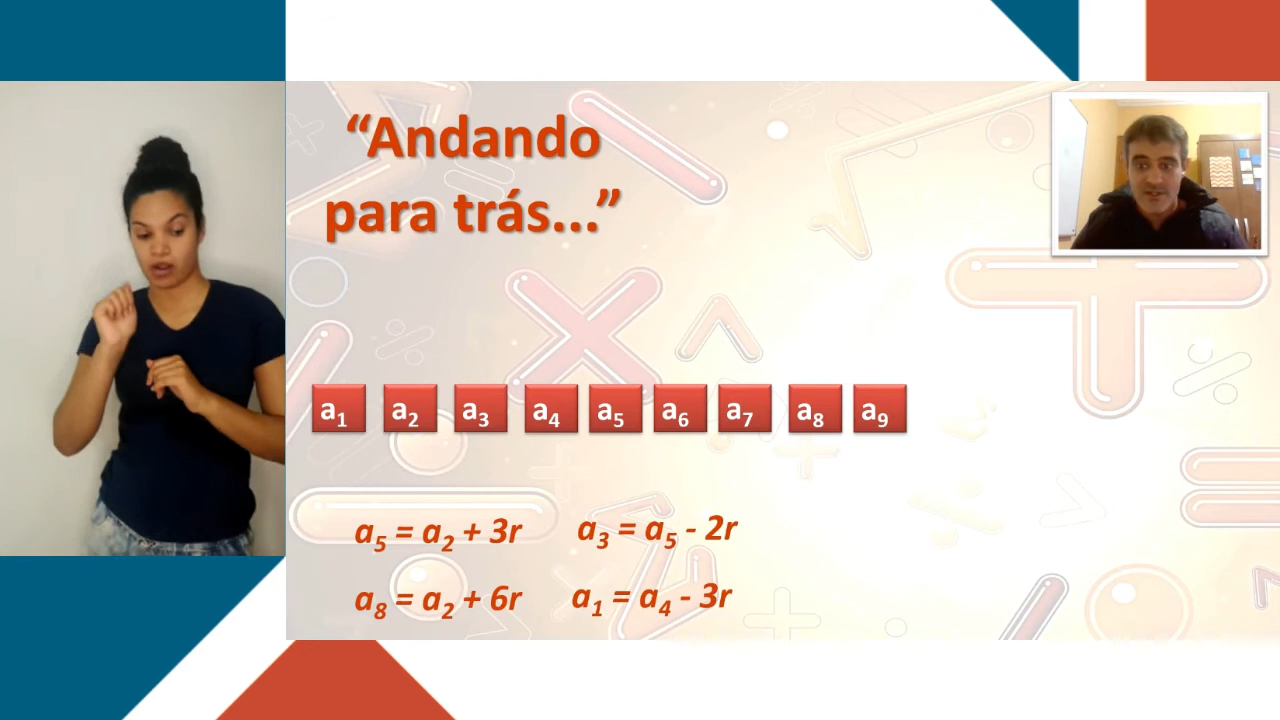 “Andando
para trás...”
a₁ a₂ a₃ a₄ a₅ a₆ a₇ a₈ a₉
a₅ = a₂ + 3r a₃ = a₅ - 2r
a₈ = a₂ + 6r a₁ = a₄ - 3r